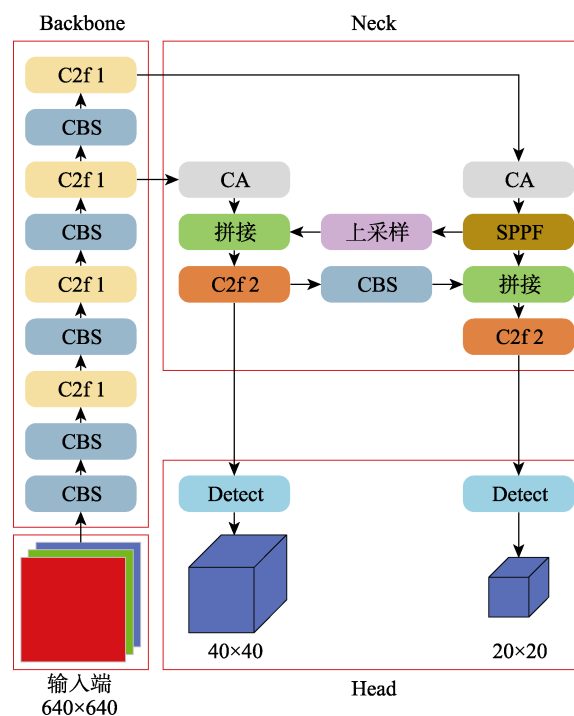 Backbone
Neck
C2f 1
CBS
C2f 1
CA
CA
CBS
拼接
上采样
SPPF
C2f 1
C2f 2
CBS
拼接
CBS
C2f 2
C2f 1
CBS
CBS
Detect
Detect
40×40
20×20
输入端
640×640
Head